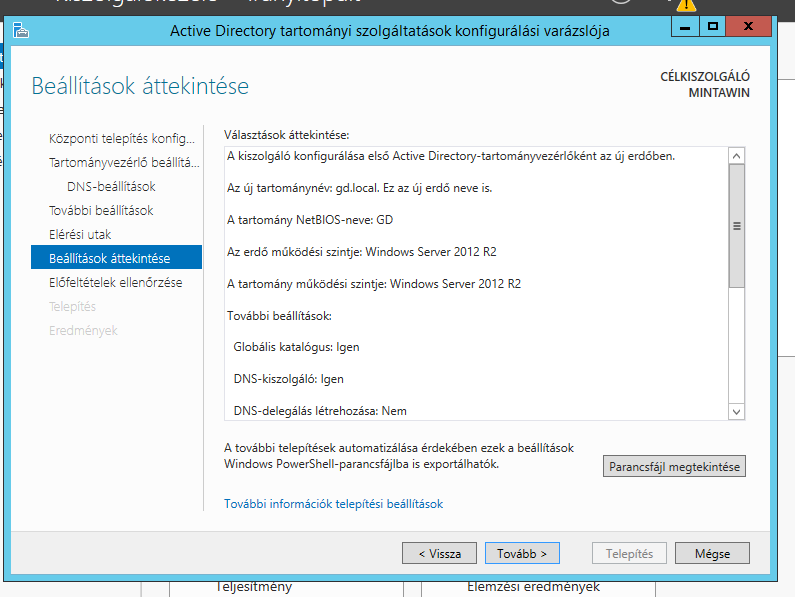 Active Directory tartományi szolgáltatások konfigurálási varázslója
Beállítások áttekintése
CÉLKISZOLGÁLÓ
MINTAWIN
Központi telepítés konfig...
Tartományvezérlő beállítá...
DNS-beállítások
További beállítások
Elérési utak
Beállítások áttekintése
Előfeltételek ellenőrzése
Telepítés
Eredmények
Választások áttekintése:
A kiszolgáló konfigurálása első Active Directory-tartományvezérlőként az új erdőben.
Az új tartománynév: gd.local. Ez az új erdő neve is.
A tartomány NetBIOS-neve: GD
Az erdő működési szintje: Windows Server 2012 R2
A tartomány működési szintje: Windows Server 2012 R2
További beállítások:
Globális katalógus: Igen
DNS-kiszolgáló: Igen
DNS-delegálás létrehozása: Nem
A további telepítések automatizálása érdekében ezek a beállítások
Windows PowerShell-parancsfájlba is exportálhatók.
Parancsfájl megtekintése
További információk telepítési beállítások
< Vissza
Tovább >
Telepítés
Mégse
Teljesítmény
Elemzési eredmények